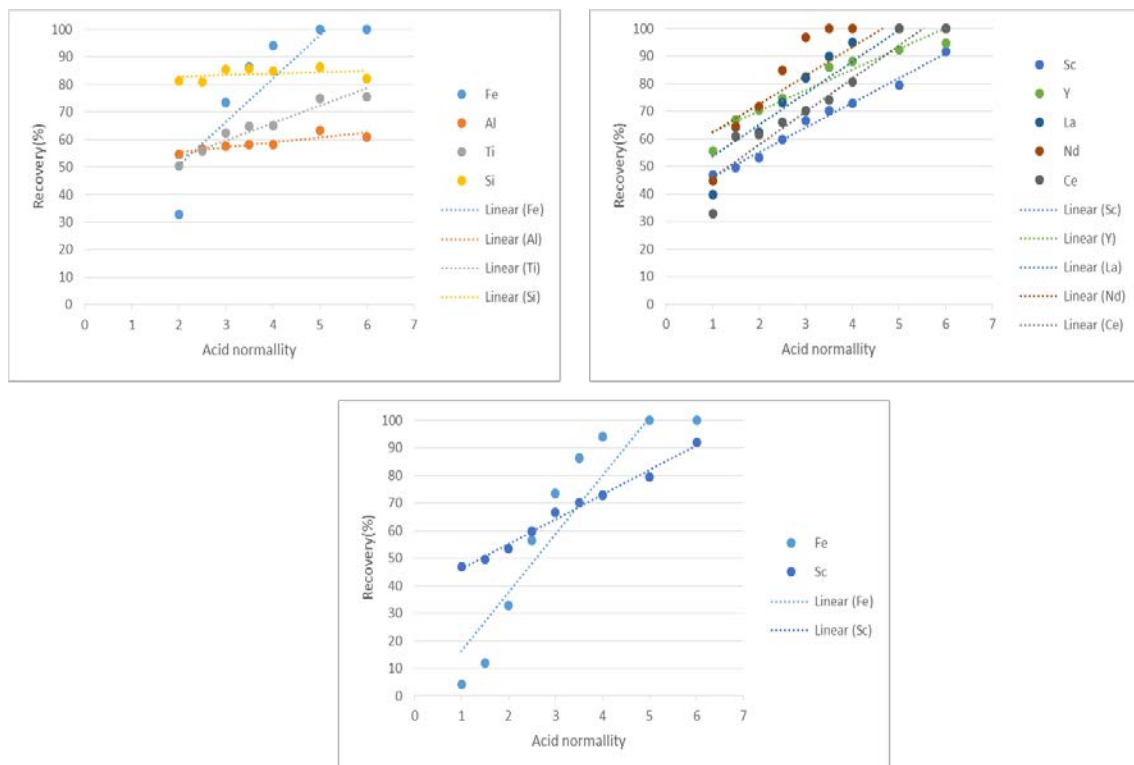 100
90
80
70
60
50
40
30
20
10
0
Recovery(%)
0 1 2 3 4 5 6 7
Acid normallity
Fe
Al
Ti
Si
Linear (Fe)
Linear (Al)
Linear (Ti)
Linear (Si)
100
90
80
70
60
50
40
30
20
10
0
Recovery(%)
0 1 2 3 4 5 6 7
Acid normallity
Sc
Y
La
Nd
Ce
Linear (Sc)
Linear (Y)
Linear (La)
Linear (Nd)
Linear (Ce)
100
90
80
70
60
50
40
30
20
10
0
Recovery(%)
0 1 2 3 4 5 6 7
Acid normallity
Fe
Sc
Linear (Fe)
Linear (Sc)